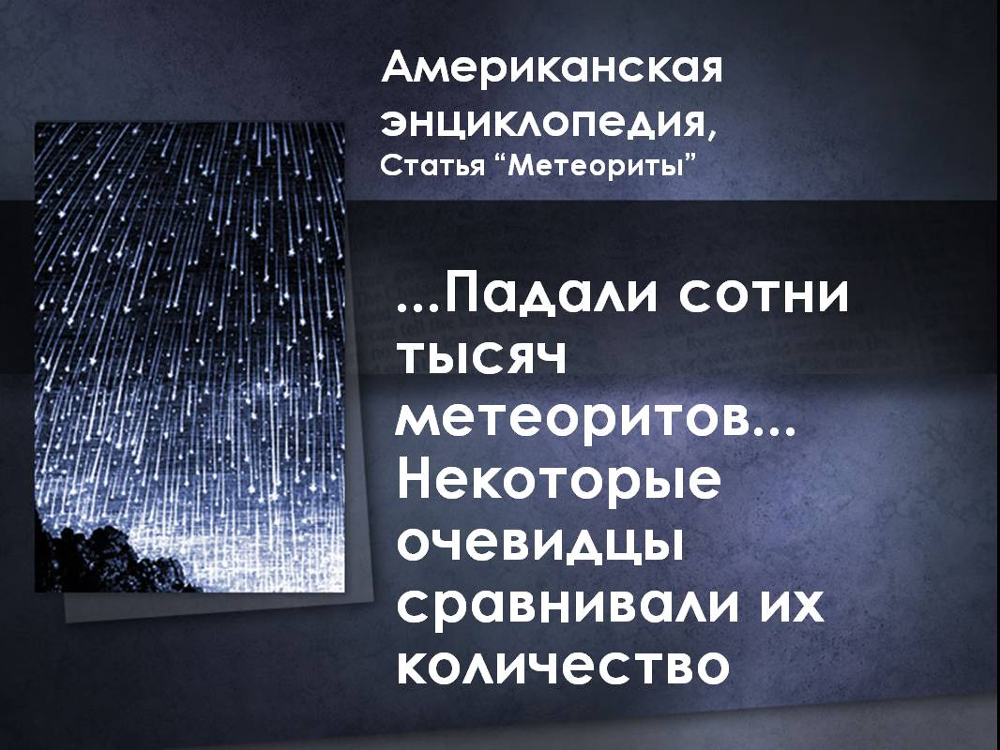 Американская
энциклопедия,
Статья “Метеориты”
...Падали сотни
тысяч
метеоритов...
Некоторые
очевидцы
сравнивали их
количество